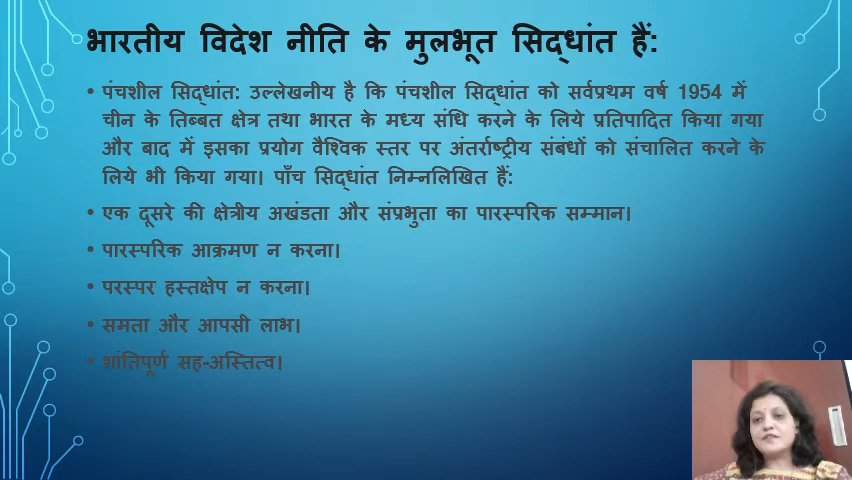 भारतीय विदेश नीति के मुलभूत सिद्धांत हैं:
• पंचशील सिद्धांत: उल्लेखनीय है कि पंचशील सिद्धांत को सर्वप्रथम वर्ष 1954 में
चीन के तिब्बत क्षेत्र तथा भारत के मध्य संधि करने के लिये प्रतिपादित किया गया
और बाद में इसका प्रयोग वैश्विक स्तर पर अंतर्राष्ट्रीय संबंधों को संचालित करने के
लिये भी किया गया। पाँच सिद्धांत निम्नलिखित हैं:
• एक दूसरे की क्षेत्रीय अखंडता और संप्रभुता का पारस्परिक सम्मान।
• पारस्परिक आक्रमण न करना।
• परस्पर हस्तक्षेप न करना।
• समता और आपसी लाभ।
• शांतिपूर्ण सह-अस्तित्व।